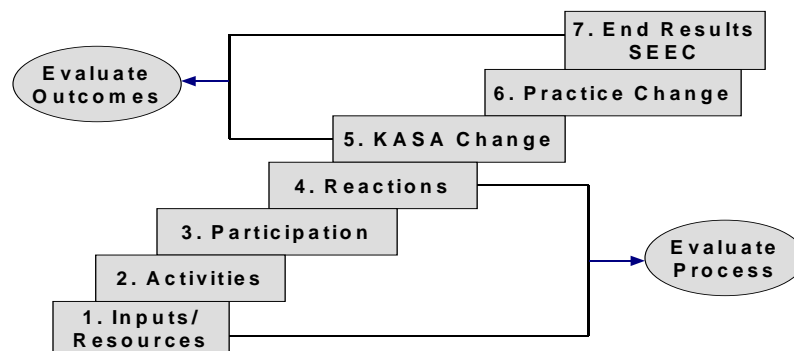 7. End Results
SEEC
Evaluate
Outcomes
6. Practice Change
5. KASA Change
4. Reactions
3. Participation
Evaluate
Process
2. Activities
1. Inputs/
Resources